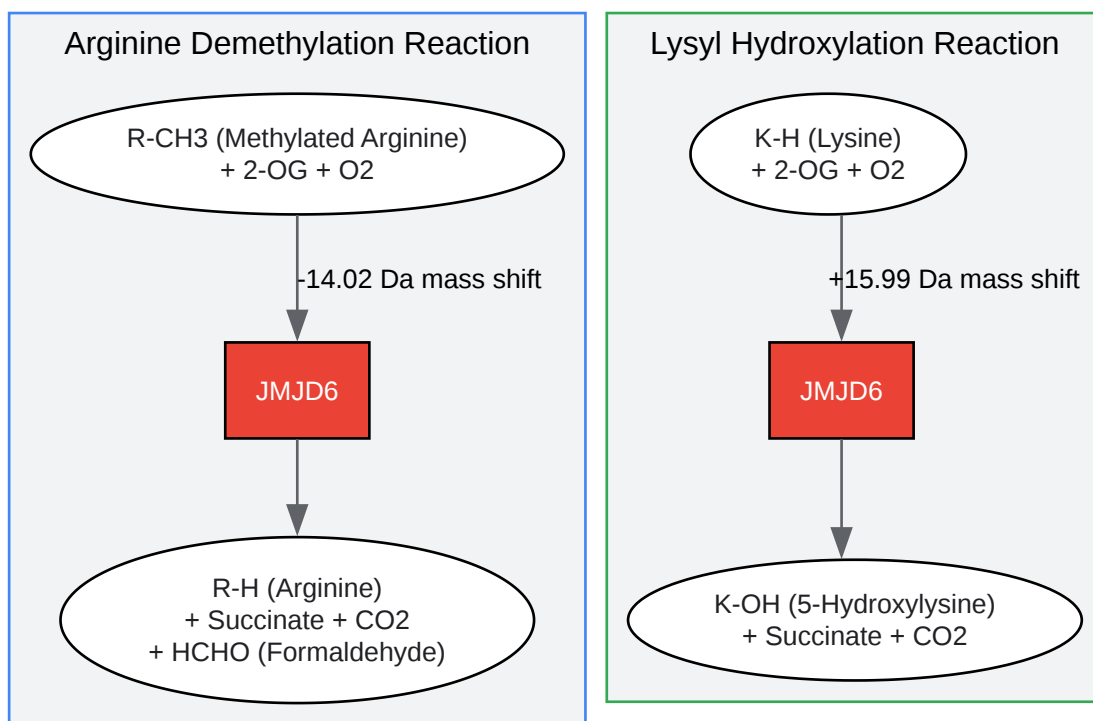 Arginine Demethylation Reaction
R-CH3 (Methylated Arginine)
+ 2-OG + O2
-14.02 Da mass shift
JMJD6
R-H (Arginine)
+ Succinate + CO2
+ HCHO (Formaldehyde)
Lysyl Hydroxylation Reaction
K-H (Lysine)
+ 2-OG + O2
+15.99 Da mass shift
JMJD6
K-OH (5-Hydroxylysine)
+ Succinate + CO2